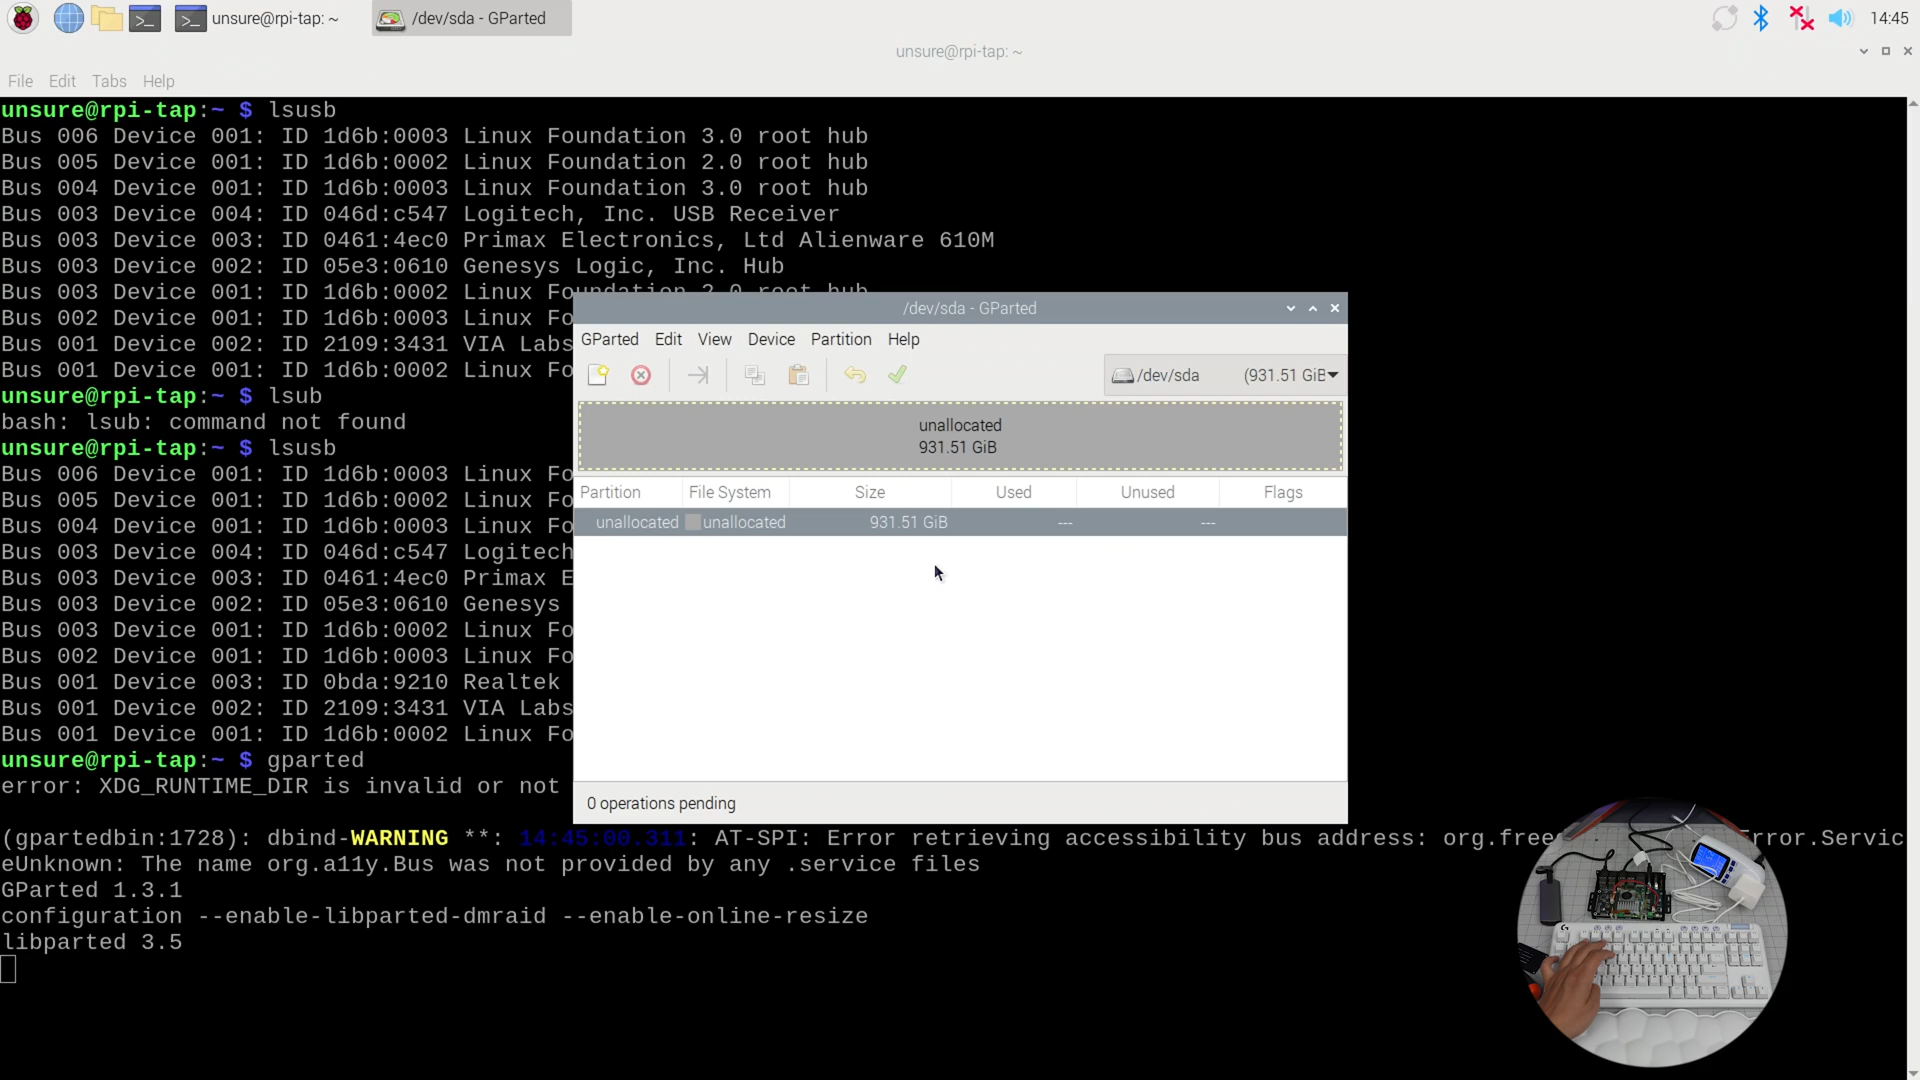 unsure@rpi-tap: ~
/dev/sda - GParted
14:45
unsure@rpi-tap: ~
File Edit Tabs Help
unsure@rpi-tap:~ $ lsusb
Bus 006 Device 001: ID 1d6b:0003 Linux Foundation 3.0 root hub
Bus 005 Device 001: ID 1d6b:0002 Linux Foundation 2.0 root hub
Bus 004 Device 001: ID 1d6b:0003 Linux Foundation 3.0 root hub
Bus 003 Device 004: ID 046d:c547 Logitech, Inc. USB Receiver
Bus 003 Device 003: ID 0461:4ec0 Primax Electronics, Ltd Alienware 610M
Bus 003 Device 002: ID 05e3:0610 Genesys Logic, Inc. Hub
Bus 003 Device 001: ID 1d6b:0002 Linux Foundation 2.0 root hub
Bus 002 Device 001: ID 1d6b:0003 Linux Fo
Bus 001 Device 002: ID 2109:3431 VIA Labs
Bus 001 Device 001: ID 1d6b:0002 Linux Fo
unsure@rpi-tap:~ $ lsub
bash: lsub: command not found
unsure@rpi-tap:~ $ lsusb
Bus 006 Device 001: ID 1d6b:0003 Linux Fo
Bus 005 Device 001: ID 1d6b:0002 Linux Fo
Bus 004 Device 001: ID 1d6b:0003 Linux Fo
Bus 003 Device 004: ID 046d:c547 Logitech
Bus 003 Device 003: ID 0461:4ec0 Primax E
Bus 003 Device 002: ID 05e3:0610 Genesys
Bus 003 Device 001: ID 1d6b:0002 Linux Fo
Bus 002 Device 001: ID 1d6b:0003 Linux Fo
Bus 001 Device 003: ID 0bda:9210 Realtek
Bus 001 Device 002: ID 2109:3431 VIA Labs
Bus 001 Device 001: ID 1d6b:0002 Linux Fo
unsure@rpi-tap:~ $ gparted
error: XDG_RUNTIME_DIR is invalid or not
(gpartedbin:1728): dbind-WARNING **: 14:45:00.311: AT-SPI: Error retrieving accessibility bus address: org.free rror.Servic
eUnknown: The name org.a11y.Bus was not provided by any .service files
GParted 1.3.1
configuration --enable-libparted-dmraid --enable-online-resize
libparted 3.5
/dev/sda - GParted
GParted Edit View Device Partition Help
/dev/sda (931.51 GiB
unallocated
931.51 GiB
Partition File System Size Used Unused Flags
unallocated unallocated 931.51 GiB --- ---
0 operations pending